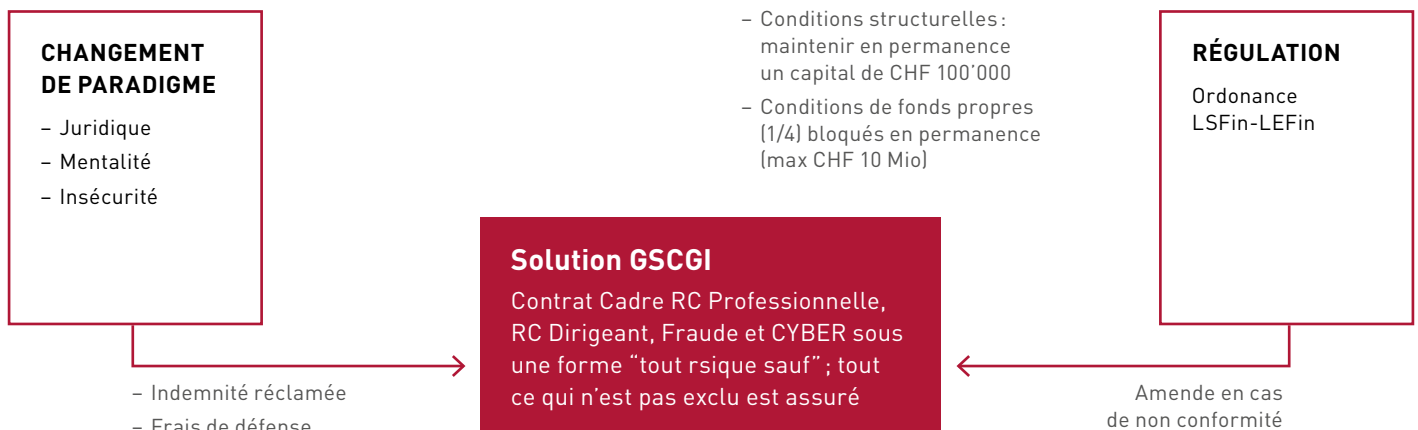 CHANGEMENT
DE PARADIGME
– Juridique
– Mentalité
– Insécurité
– Conditions structurelles :
maintenir en permanence
un capital de CHF 100’000
– Conditions de fonds propres
(1/4) bloqués en permanence
(max CHF 10 Mio)
RÉGULATION
Ordonance
LSFin-LEFin
Solution GSCGI
Contrat Cadre RC Professionnelle,
RC Dirigeant, Fraude et CYBER sous
une forme “tout rsique sauf” ; tout
ce qui n’est pas exclu est assuré
– Indemnité réclamée
– Frais de défense
Amende en cas
de non conformité